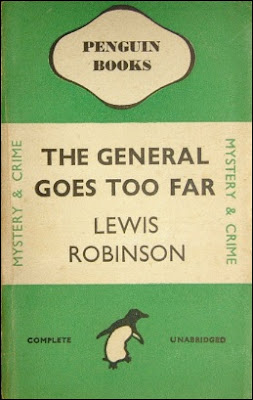 PENGUIN
BOOKS
MYSTERY & CRIME
THE GENERAL
GOES TOO FAR
LEWIS
ROBINSON
MYSTERY & CRIME
COMPLETE
UNABRIDGED